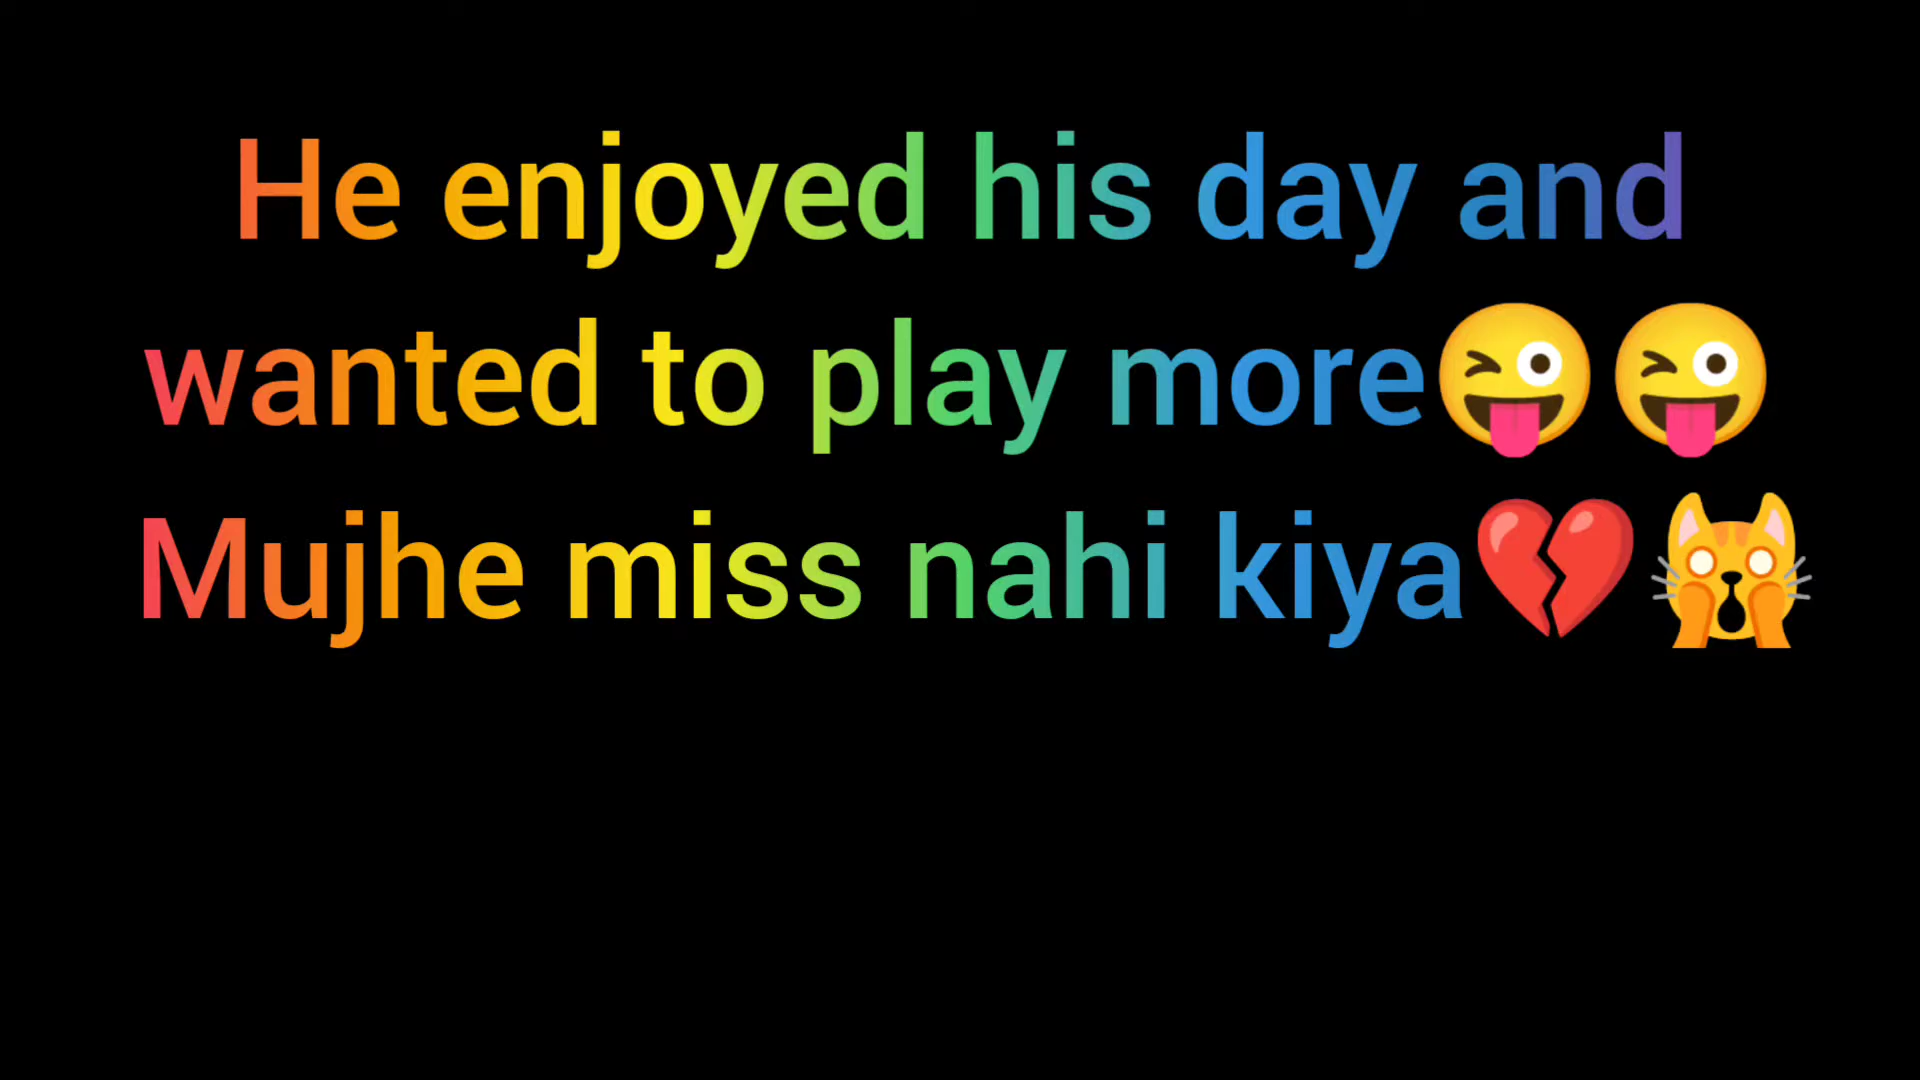 He enjoyed his day and
wanted to play more😜😜
Mujhe miss nahi kiya💔🙀